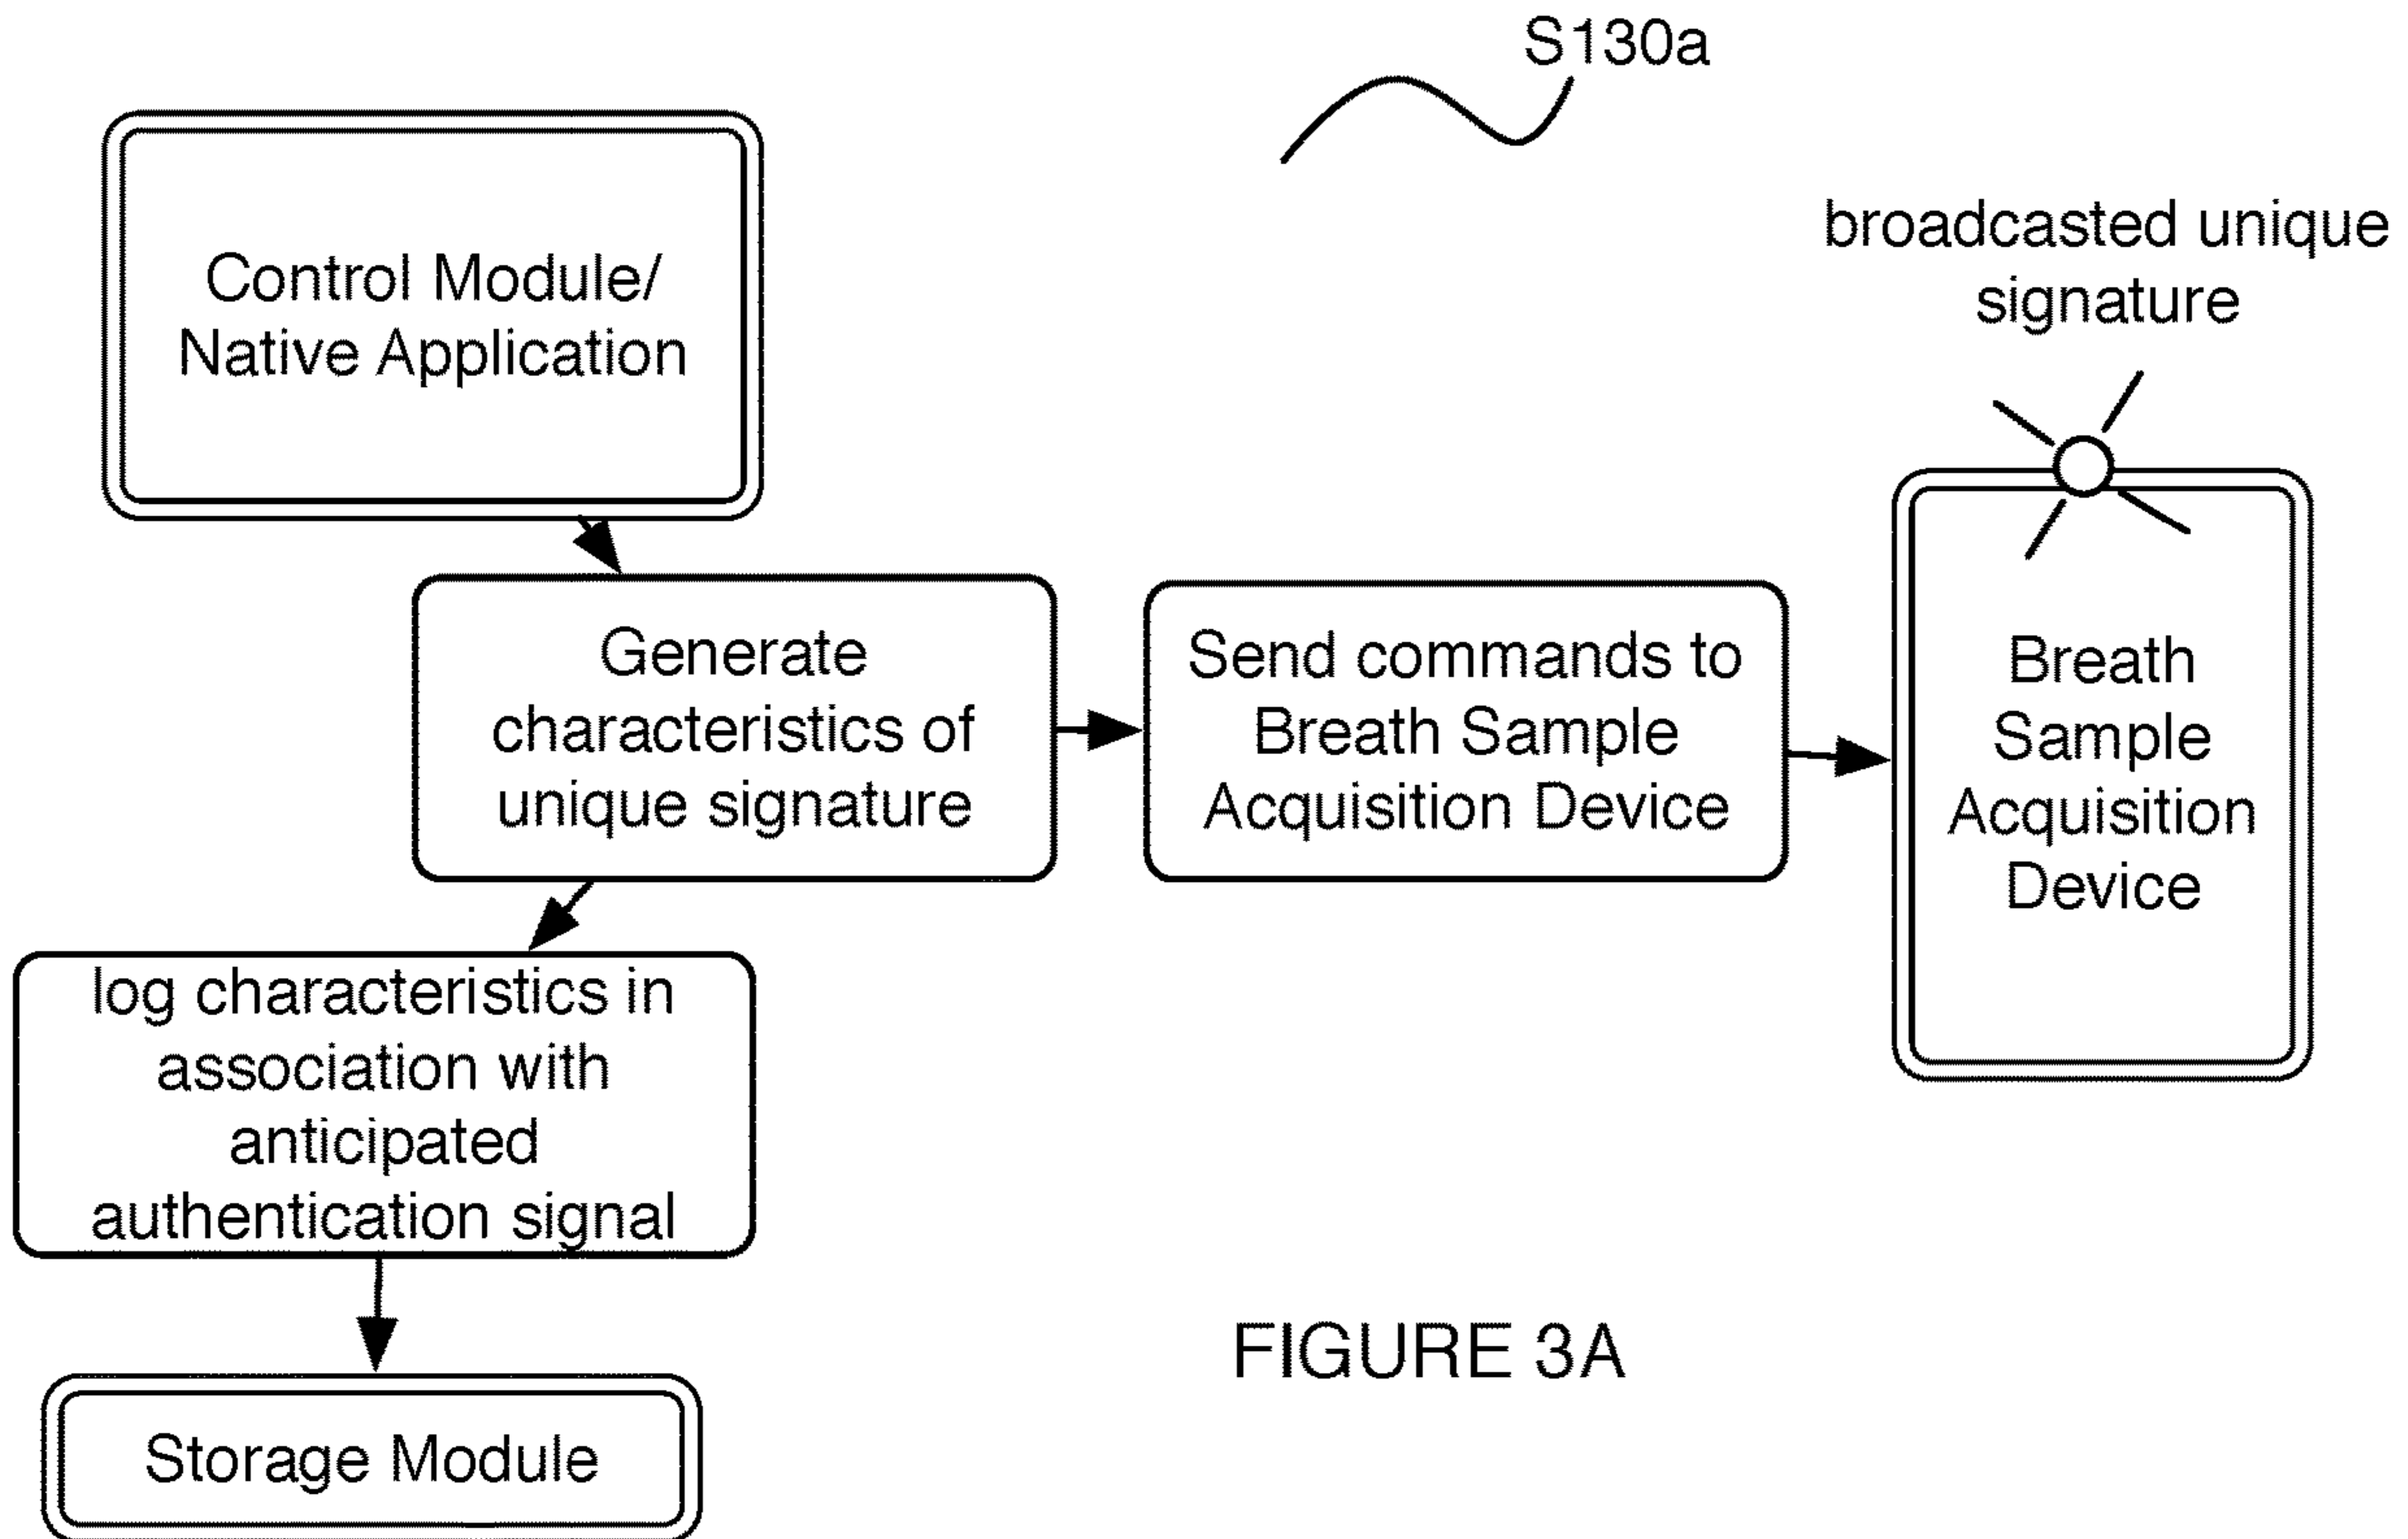 S130a
Control Module/
Native Application
broadcasted unique
signature
Generate
characteristics of
unique signature
Send commands to
Breath Sample
Acquisition Device
Breath
Sample
Acquisition
Device
log characteristics in
association with
anticipated
authentication signal
Storage Module
FIGURE 3A